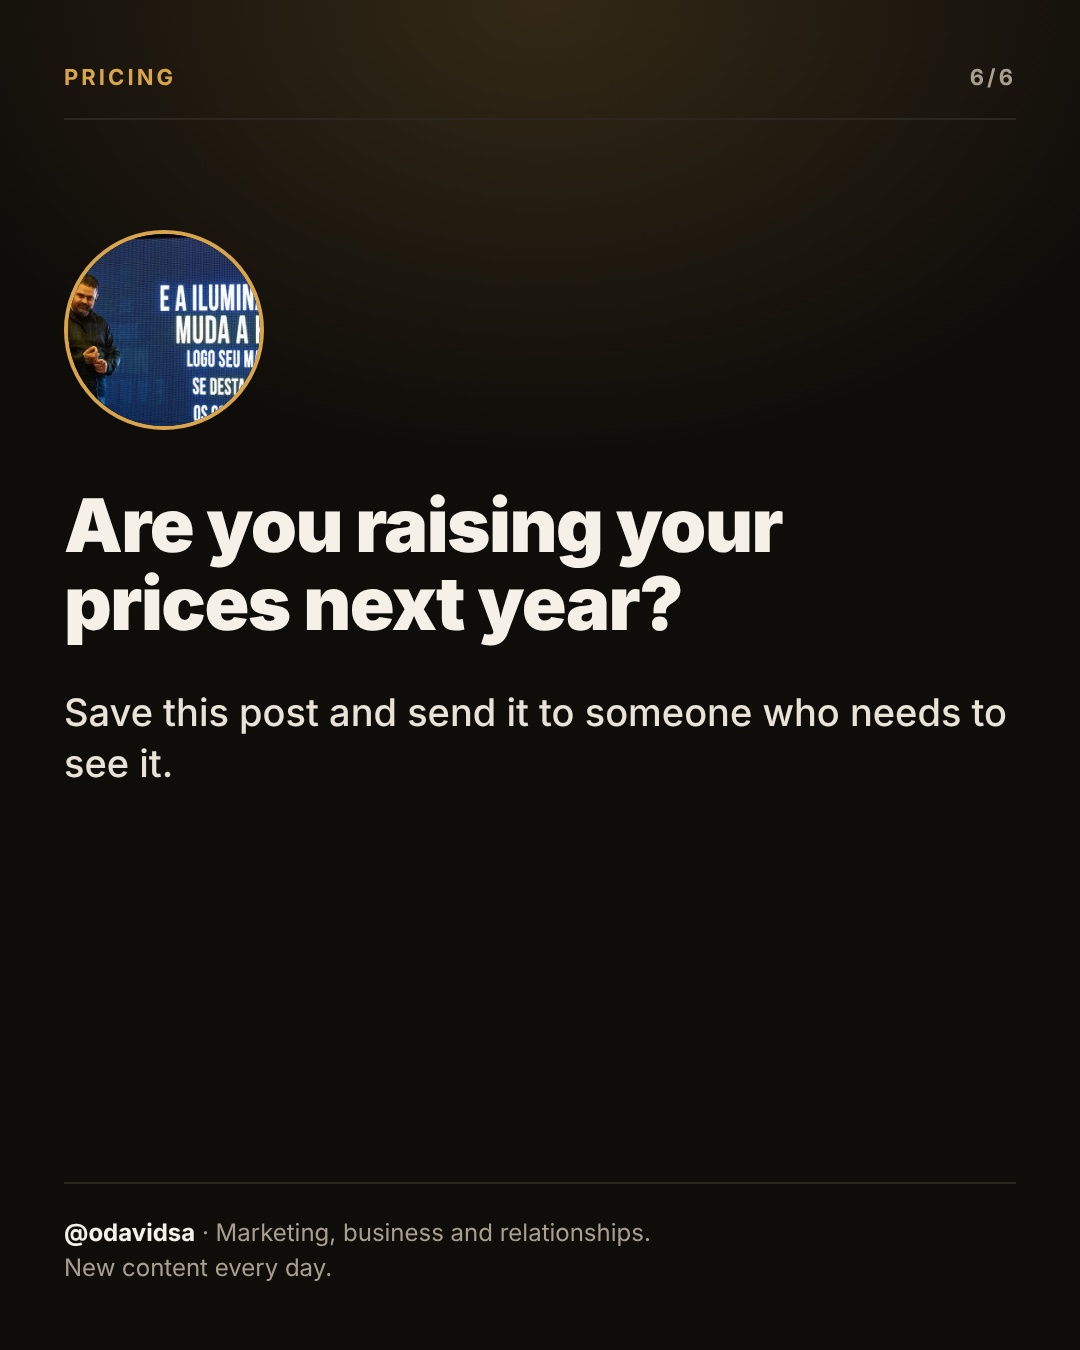 PRICING
6/6
E A ILUMIN
MUDA A
LOGO SEU
SE DESTA
Are you raising your
prices next year?
Save this post and send it to someone who needs to
see it.
@odavidsa · Marketing, business and relationships.
New content every day.